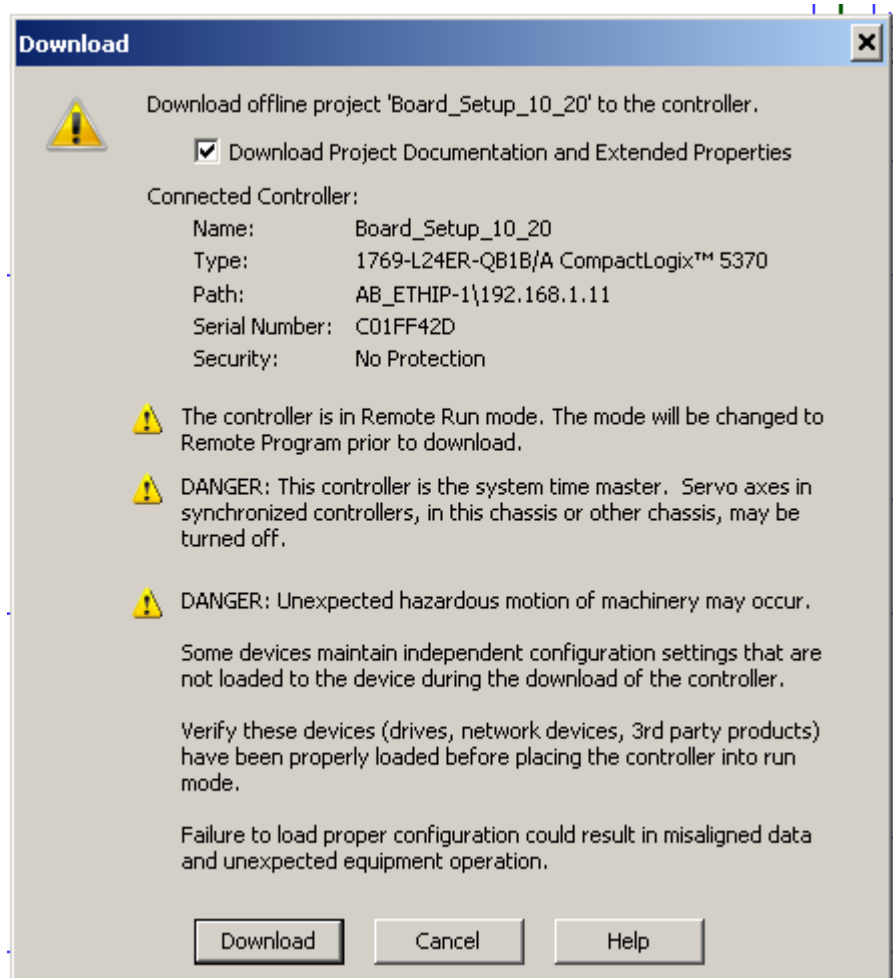 Download
Download offline project 'Board_Setup_10_20' to the controller.
Download Project Documentation and Extended Properties
Connected Controller:
Name: Board_Setup_10_20
Type: 1769-L24ER-QB1B/A CompactLogix™ 5370
Path: AB_ETHIP-1\192.168.1.11
Serial Number: C01FF42D
Security: No Protection
The controller is in Remote Run mode. The mode will be changed to
Remote Program prior to download.
DANGER: This controller is the system time master.  Servo axes in
synchronized controllers, in this chassis or other chassis, may be
turned off.
DANGER: Unexpected hazardous motion of machinery may occur.
Some devices maintain independent configuration settings that are
not loaded to the device during the download of the controller.
Verify these devices (drives, network devices, 3rd party products)
have been properly loaded before placing the controller into run
mode.
Failure to load proper configuration could result in misaligned data
and unexpected equipment operation.
Download Cancel Help